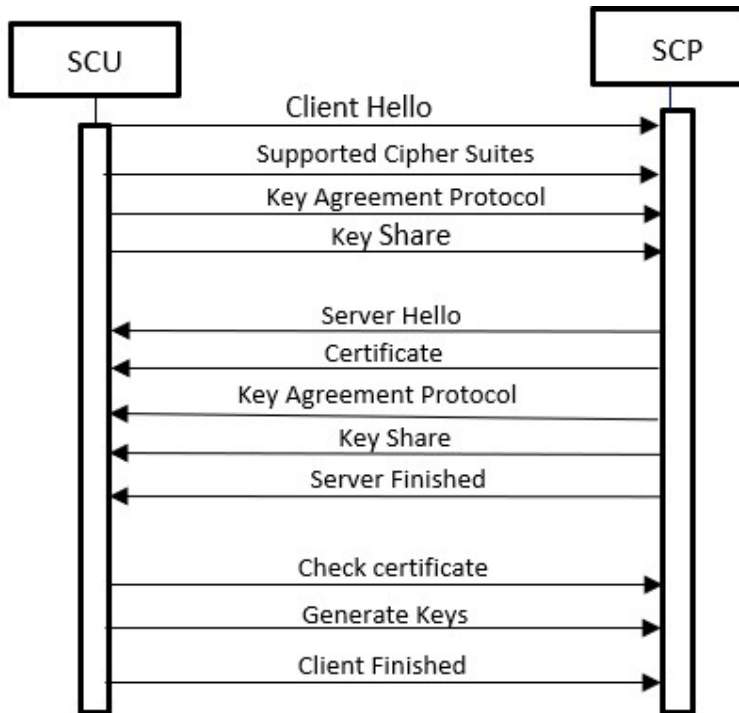 SCU
SCP
Client Hello
Supported Cipher Suites
Key Agreement Protocol
Key Share
Server Hello
Certificate
Key Agreement Protocol
Key Share
Server Finished
Check certificate
Generate Keys
Client Finished